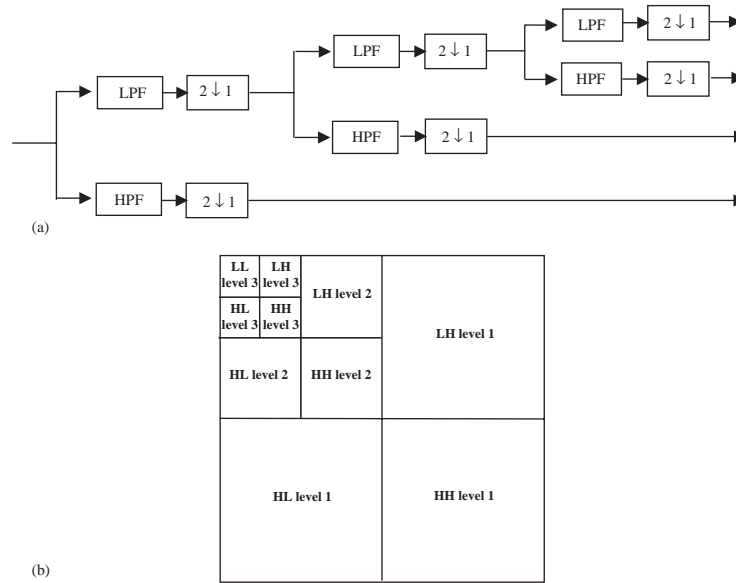 LPF 2 ↓ 1
LPF 2 ↓ 1
HPF 2 ↓ 1
LPF 2 ↓ 1
HPF 2 ↓ 1
HPF 2 ↓ 1
(a)
LL
level 3
LH
level 3
LH level 2
HL
level 3
HH
level 3
LH level 1
HL level 2
HH level 2
HL level 1
HH level 1
(b)